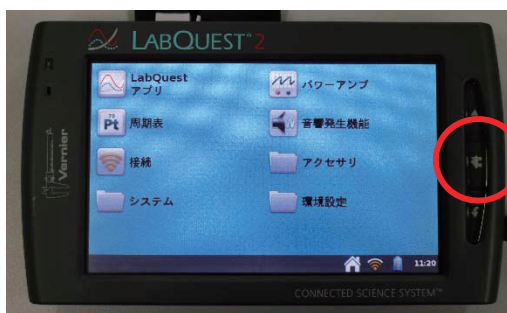 LABQUEST®2
LabQuest
アプリ
パワーアンプ
78
Pt
周期表
音響発生機能
接続
アクセサリ
システム
環境設定
11:20
Vernier
CONNECTED SCIENCE SYSTEM™